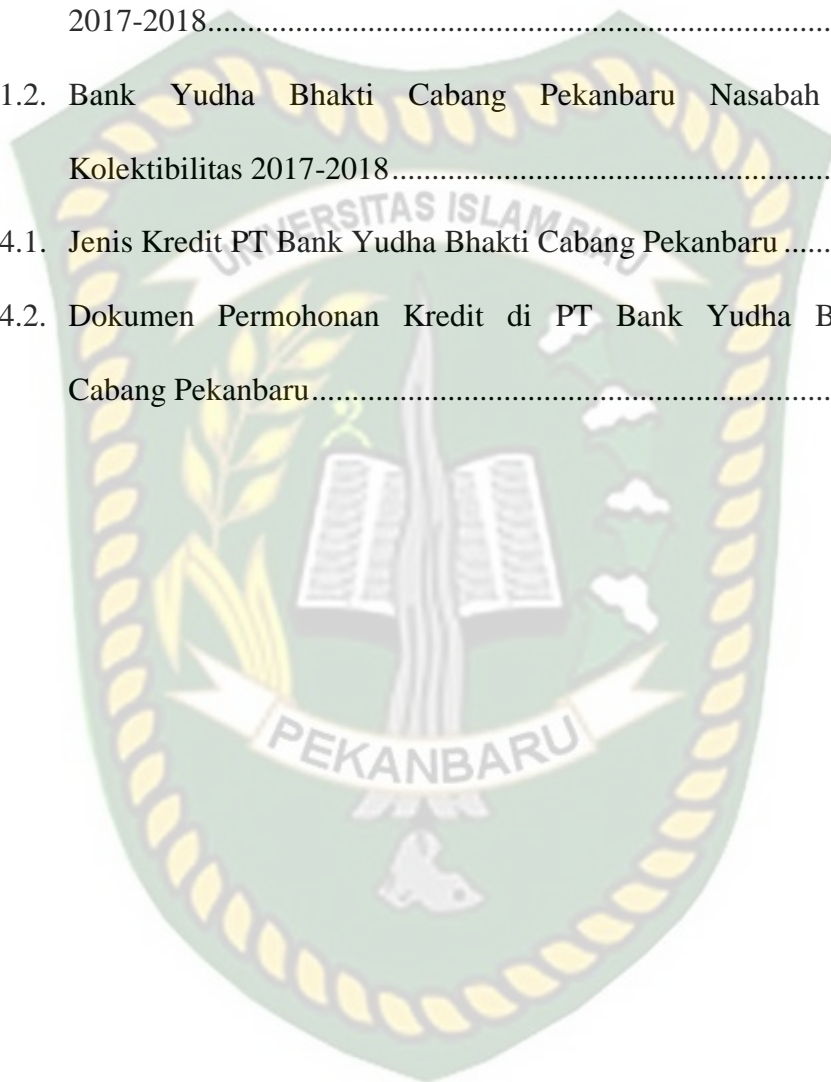 2017-2018....................................................................
1.2. Bank Yudha Bhakti Cabang Pekanbaru Nasabah
Kolektibilitas 2017-2018...............................................
UNIVERSITAS ISLAM RIAU
4.1. Jenis Kredit PT Bank Yudha Bhakti Cabang Pekanbaru ......
4.2. Dokumen Permohonan Kredit di PT Bank Yudha B
Cabang Pekanbaru........................................................
PEKANBARU